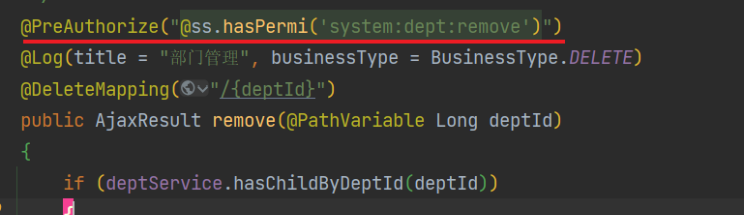 @PreAuthorize("@ss.hasPermi('system:dept:remove')")
@Log(title = "部门管理", businessType = BusinessType.DELETE)
@DeleteMapping("/{deptId}")
public AjaxResult remove(@PathVariable Long deptId)
{
if (deptService.hasChildByDeptId(deptId))
{